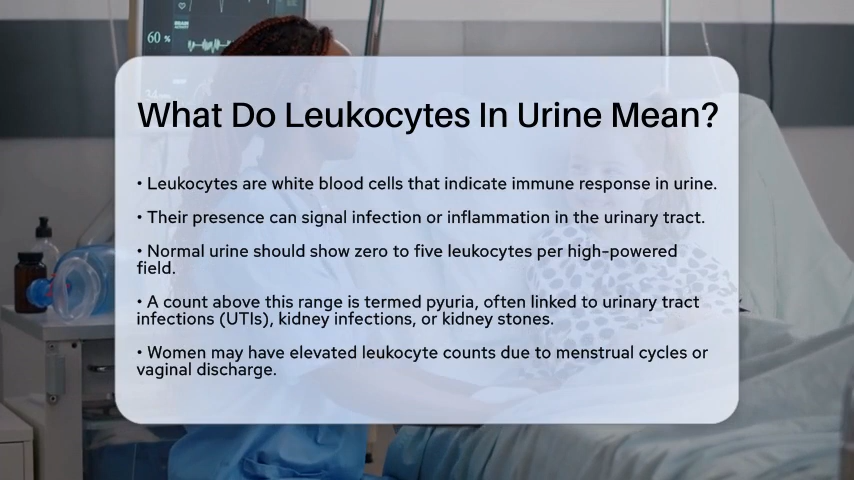 60 %
What Do Leukocytes In Urine Mean?
• Leukocytes are white blood cells that indicate immune response in urine.
• Their presence can signal infection or inflammation in the urinary tract.
• Normal urine should show zero to five leukocytes per high-powered
field.
• A count above this range is termed pyuria, often linked to urinary tract
infections (UTIs), kidney infections, or kidney stones.
• Women may have elevated leukocyte counts due to menstrual cycles or
vaginal discharge.